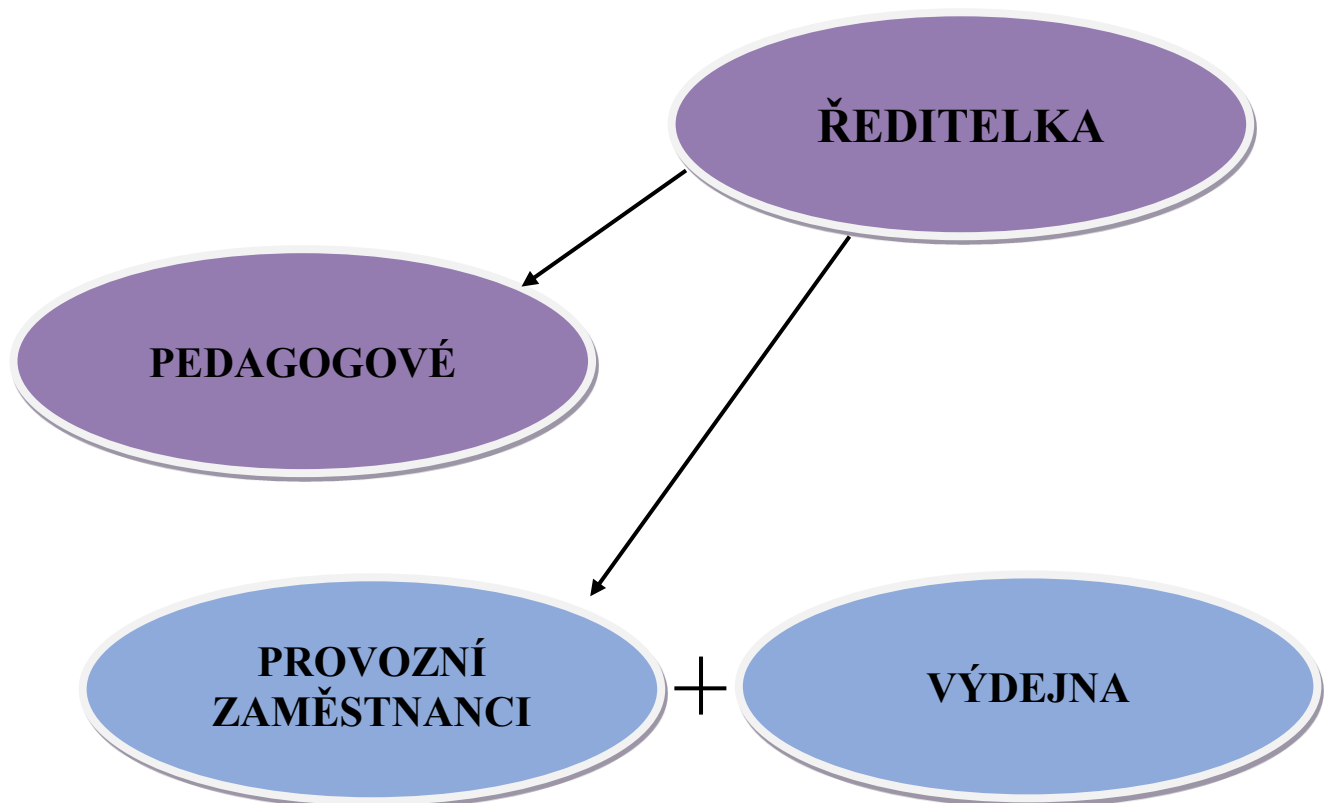 ŘEDITELKA
PEDAGOGOVÉ
PROVOZNÍ
ZAMĚSTNANCI
+
VÝDEJNA